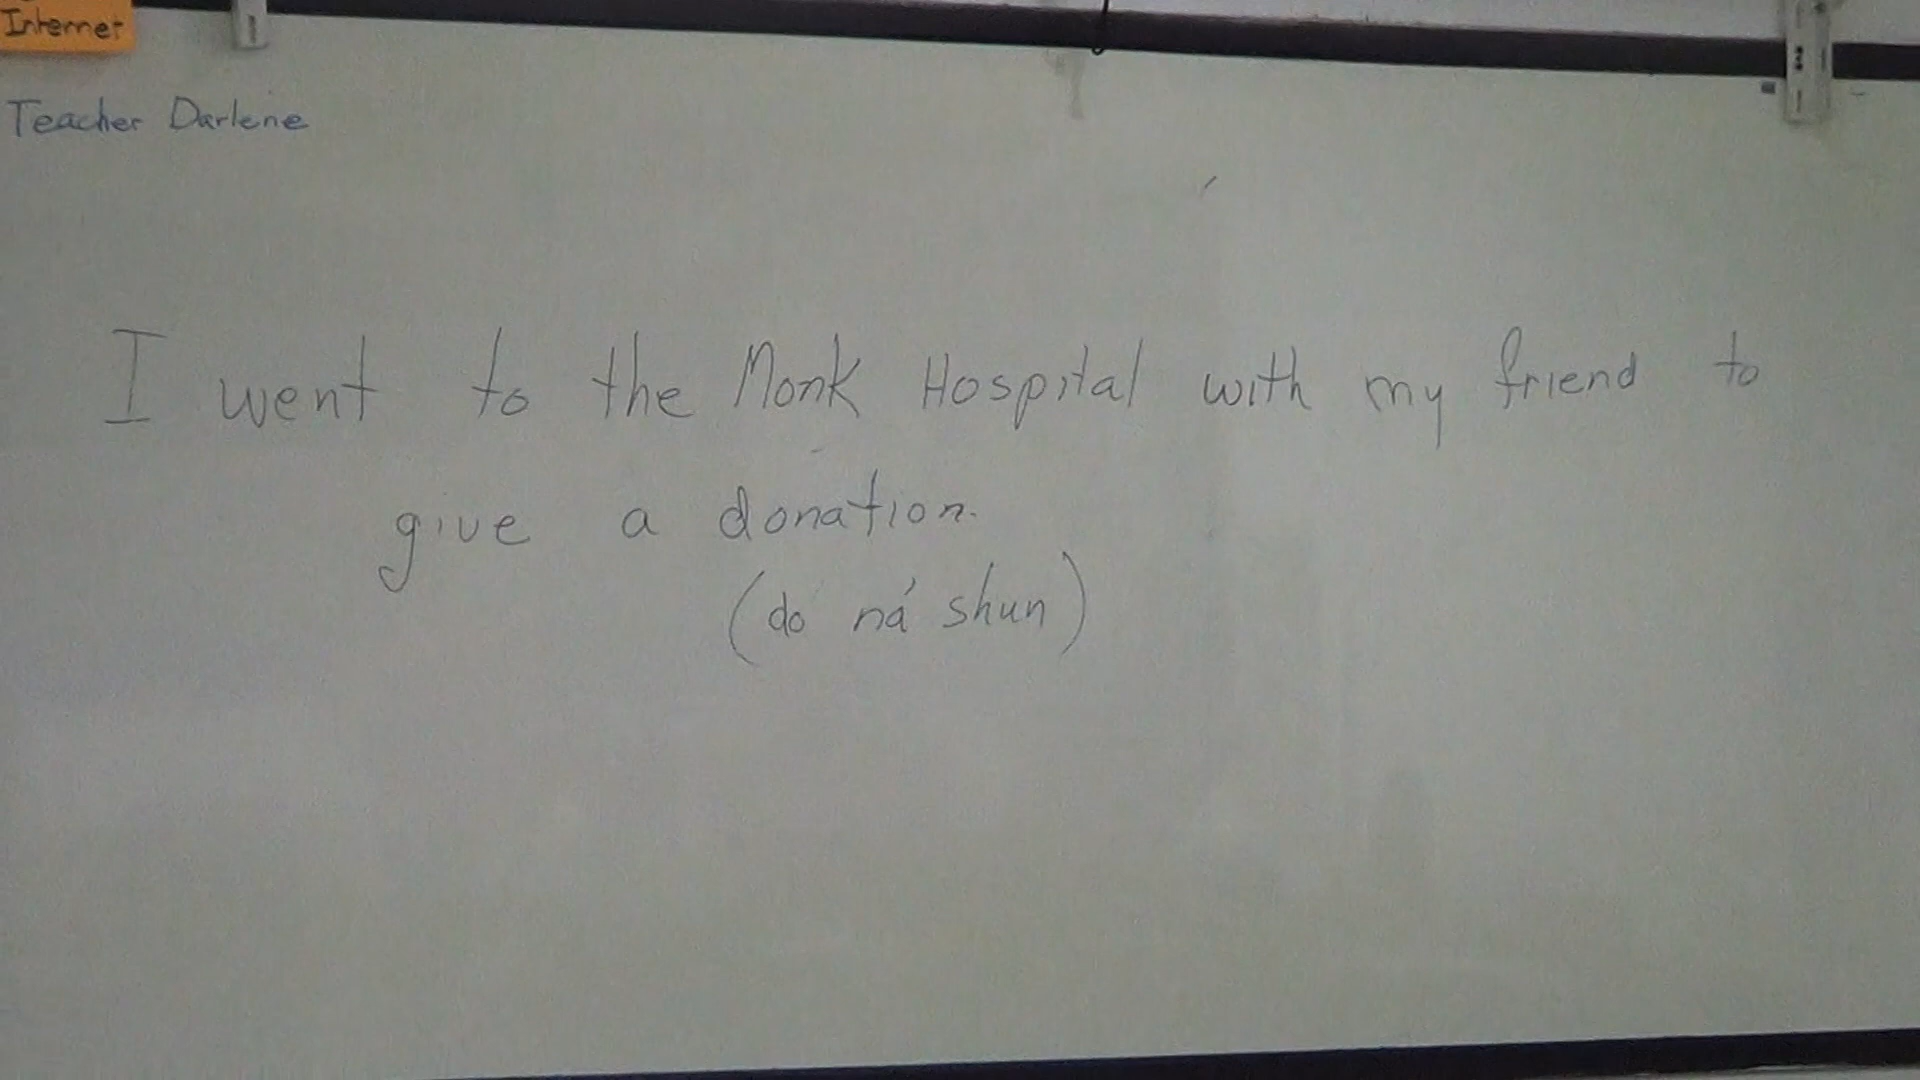 Internet
Teacher Darlene
I went to the Monk Hospital with my friend to
give a donation.
(do ná shun)